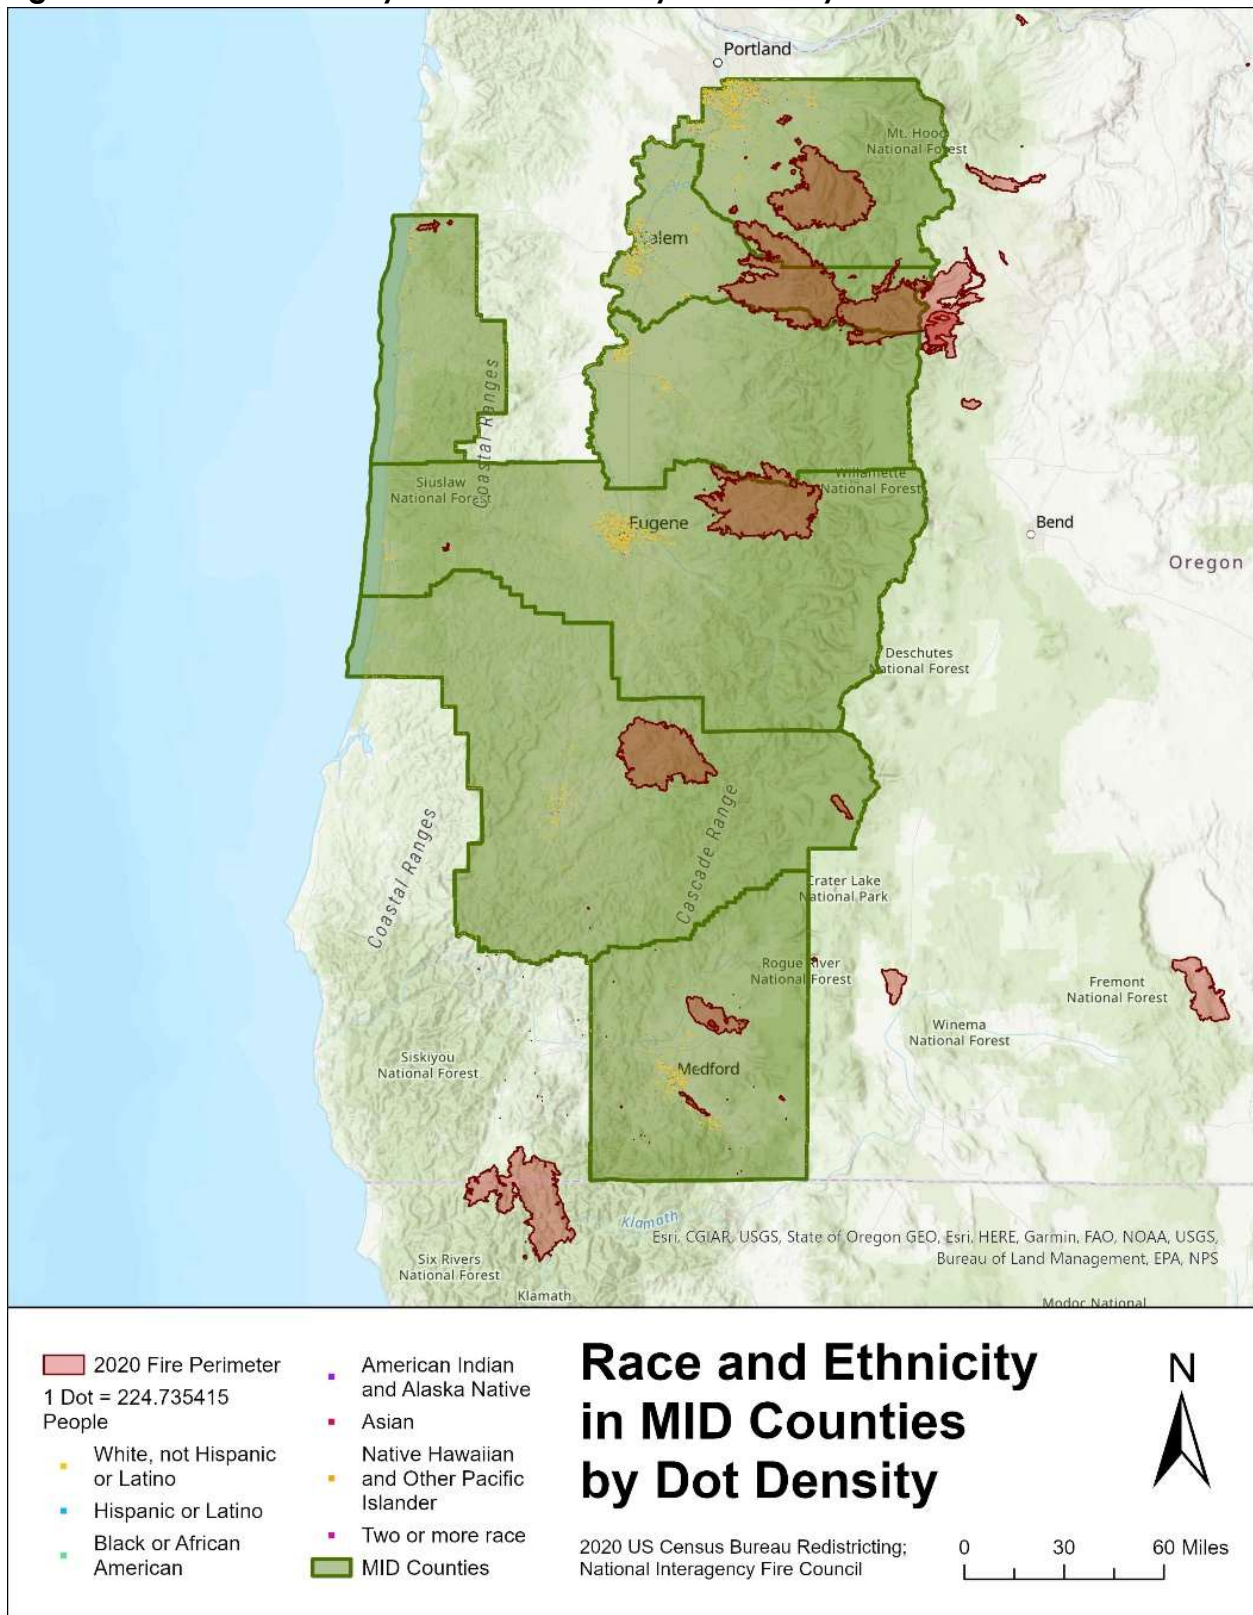 Portland
Mt. Hood
National Forest
Salem
Coastal Ranges
Siuslaw
National Forest
Willamette
National Forest
Eugene
Bend
Oregon
Deschutes
National Forest
Coastal Ranges
Cascade Range
Crater Lake
National Park
Rogue River
National Forest
Fremont
National Forest
Winema
National Forest
Siskiyou
National Forest
Medford
Klamath
Esri, CGIAR, USGS, State of Oregon GEO, Esri, HERE, Garmin, FAO, NOAA, USGS,
Bureau of Land Management, EPA, NPS
Six Rivers
National Forest
Klamath
Modoc National
2020 Fire Perimeter
1 Dot = 224.735415
People
White, not Hispanic
or Latino
Hispanic or Latino
Black or African
American
American Indian
and Alaska Native
Asian
Native Hawaiian
and Other Pacific
Islander
Two or more race
MID Counties
Race and Ethnicity
in MID Counties
by Dot Density
2020 US Census Bureau Redistricting;
National Interagency Fire Council
N
0 30 60 Miles